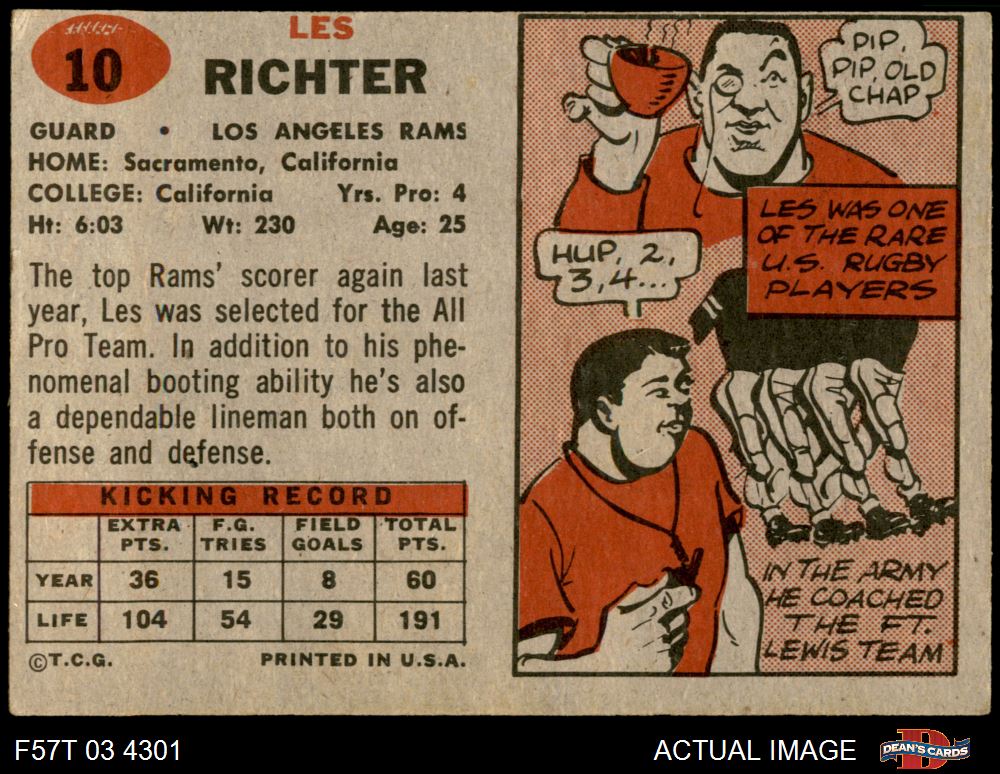 10
LES
RICHTER
GUARD • LOS ANGELES RAMS
HOME: Sacramento, California
COLLEGE: California Yrs. Pro: 4
Ht: 6:03 Wt: 230 Age: 25
The top Rams' scorer again last
year, Les was selected for the All
Pro Team. In addition to his phe-
nomenal booting ability he's also
a dependable lineman both on of-
fense and defense.
KICKING RECORD
EXTRA PTS. F.G. TRIES FIELD GOALS TOTAL PTS.
YEAR 36 15 8 60
LIFE 104 54 29 191
©T.C.G. PRINTED IN U.S.A.
PIP,
PIP, OLD
CHAP
LES WAS ONE
OF THE RARE
U.S. RUGBY
PLAYERS
HUP, 2,
3, 4...
IN THE ARMY
HE COACHED
THE FT.
LEWIS TEAM
F57T 03 4301 ACTUAL IMAGE
DEAN'S CARDS